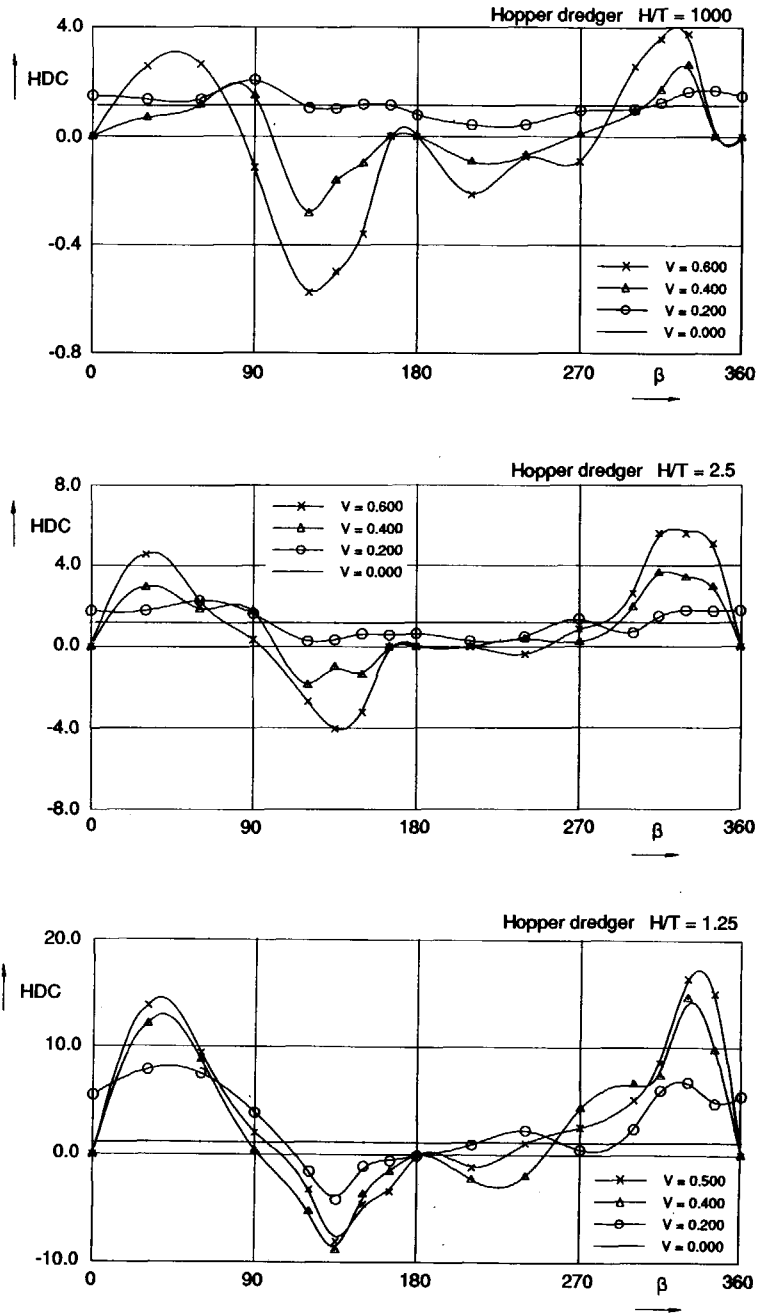 Hopper dredger H/T = 1000
4.0
HDC
0.0
-0.4
-0.8
V = 0.600
V = 0.400
V = 0.200
V = 0.000
0 90 180 270 β 360
Hopper dredger H/T = 2.5
8.0
HDC
4.0
0.0
-4.0
-8.0
V = 0.600
V = 0.400
V = 0.200
V = 0.000
0 90 180 270 β 360
Hopper dredger H/T = 1.25
20.0
HDC
10.0
0.0
-10.0
V = 0.500
V = 0.400
V = 0.200
V = 0.000
0 90 180 270 β 360